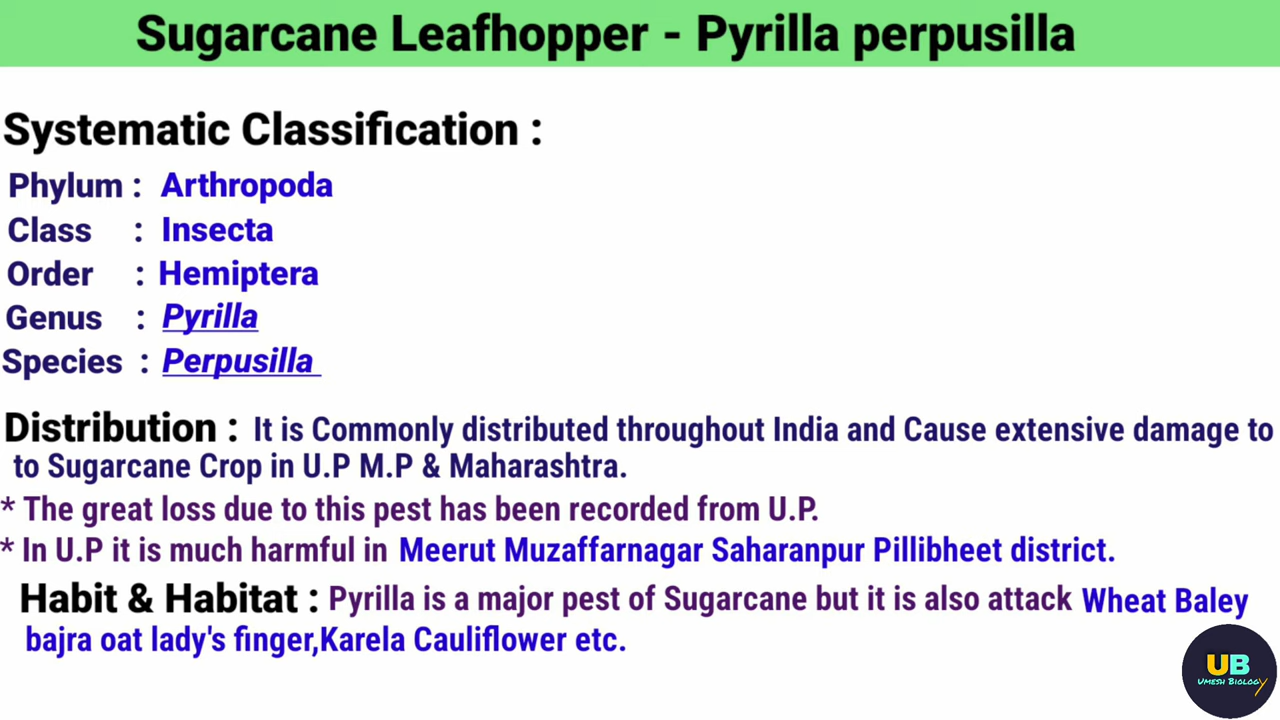 Sugarcane Leafhopper - Pyrilla perpusilla
Systematic Classification :
Phylum : Arthropoda
Class : Insecta
Order : Hemiptera
Genus : Pyrilla
Species : Perpusilla
Distribution : It is Commonly distributed throughout India and Cause extensive damage to
to Sugarcane Crop in U.P M.P & Maharashtra.
* The great loss due to this pest has been recorded from U.P.
* In U.P it is much harmful in Meerut Muzaffarnagar Saharanpur Pillibheet district.
Habit & Habitat : Pyrilla is a major pest of Sugarcane but it is also attack Wheat Baley
bajra oat lady's finger,Karela Cauliflower etc.
UB
Umesh Biology